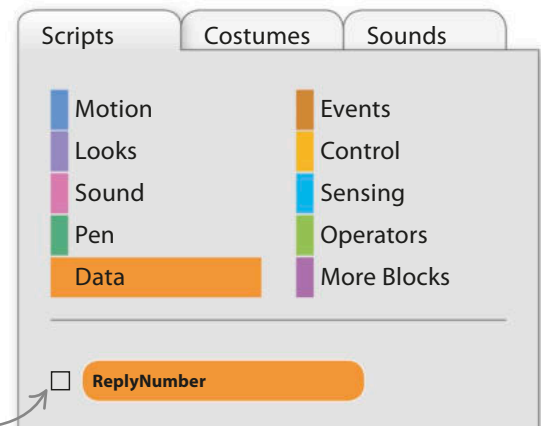 Scripts Costumes Sounds
Motion Events
Looks Control
Sound Sensing
Pen Operators
Data More Blocks
ReplyNumber